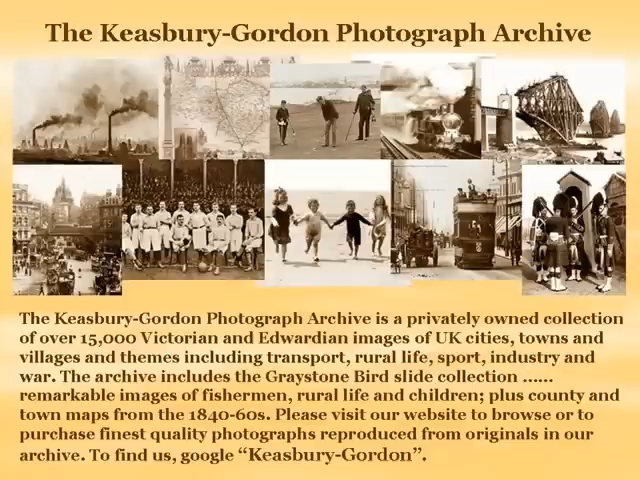 The Keasbury-Gordon Photograph Archive
The Keasbury-Gordon Photograph Archive is a privately owned collection
of over 15,000 Victorian and Edwardian images of UK cities, towns and
villages and themes including transport, rural life, sport, industry and
war. The archive includes the Graystone Bird slide collection ......
remarkable images of fishermen, rural life and children; plus county and
town maps from the 1840-60s. Please visit our website to browse or to
purchase finest quality photographs reproduced from originals in our
archive. To find us, google “Keasbury-Gordon”.